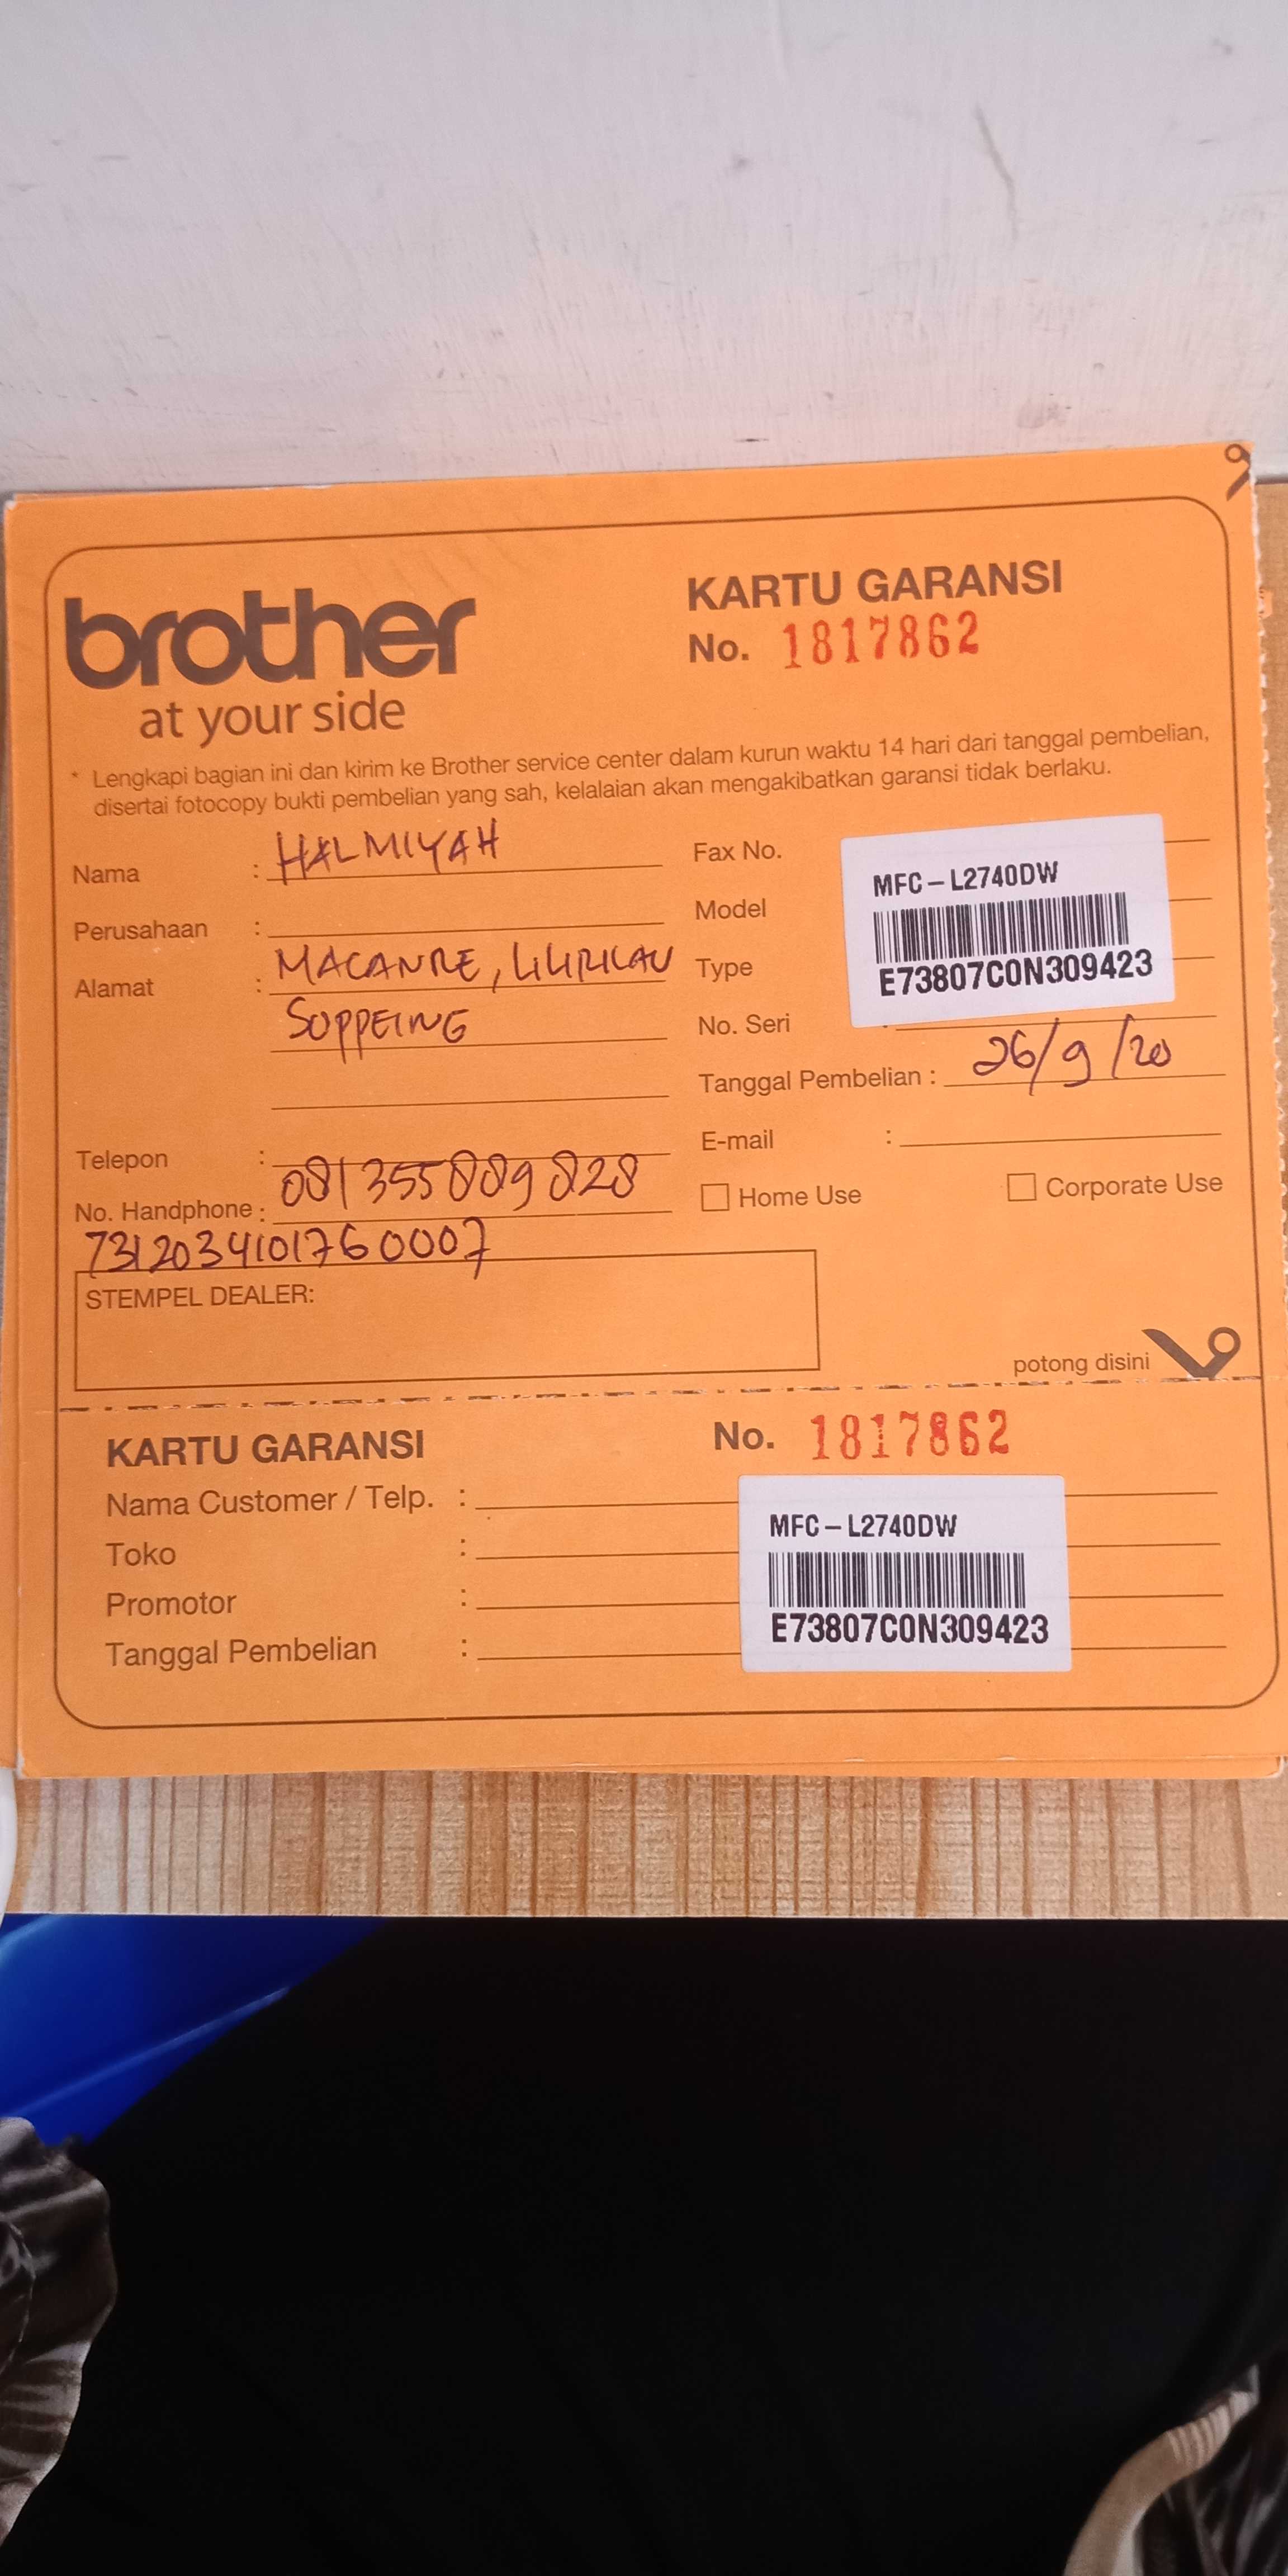 brother
at your side
KARTU GARANSI
No. 1817862
* Lengkapi bagian ini dan kirim ke Brother service center dalam kurun waktu 14 hari dari tanggal pembelian,
disertai fotocopy bukti pembelian yang sah, kelalaian akan mengakibatkan garansi tidak berlaku.
Nama : HALMIYAH
Perusahaan :
Alamat : MACANRE, LILIRILAU
SOPPEING
Telepon :
No. Handphone : 081355889828
7312034101760007
Fax No.
Model
Type
No. Seri :
MFC-L2740DW
E73807C0N309423
Tanggal Pembelian : 26/9/20
E-mail :
Home Use
Corporate Use
STEMPEL DEALER:
potong disini
KARTU GARANSI
No. 1817862
Nama Customer / Telp. :
Toko :
Promotor :
Tanggal Pembelian :
MFC-L2740DW
E73807C0N309423